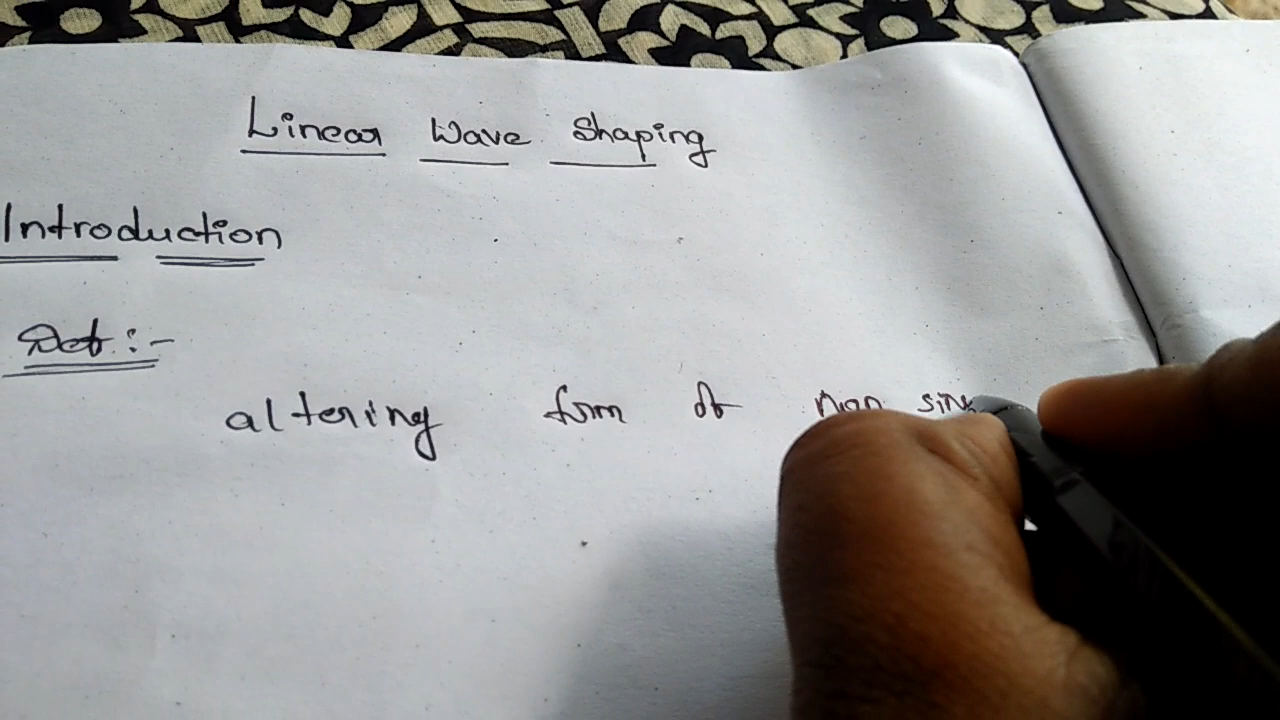 Linear Wave Shaping
Introduction
Def :-
altering form of non